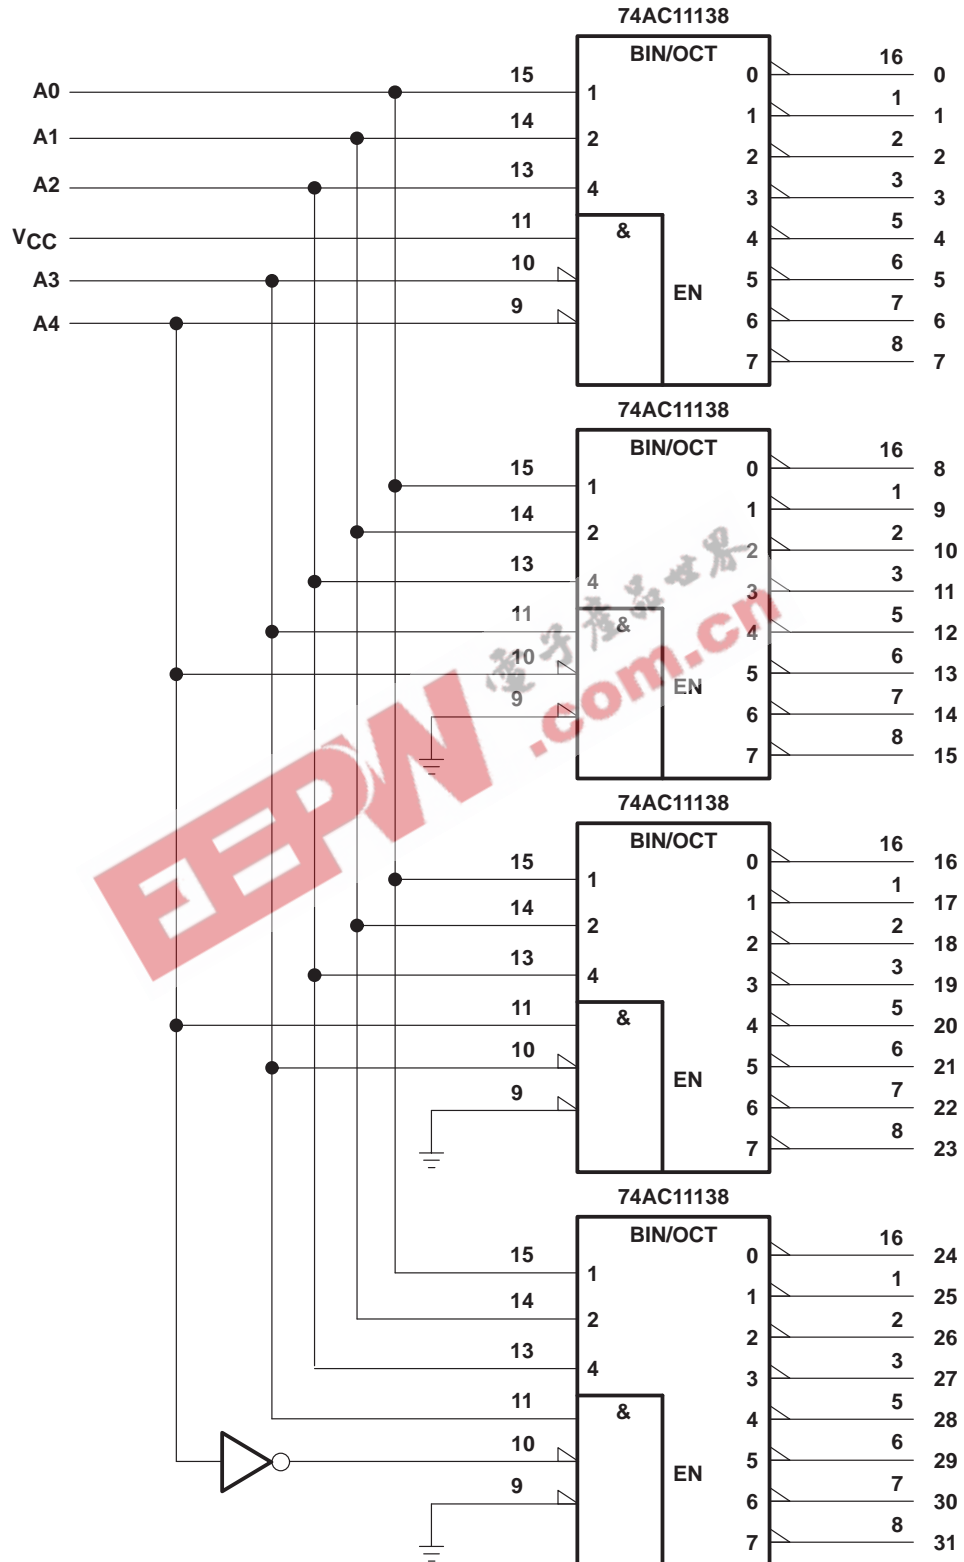 74AC11138
BIN/OCT
A0 15 1 0 16 0
A1 14 2 1 1 1
2 2 2
A2 13 4 3 3 3
VCC 11 & 4 5 4
A3 10 EN 5 6 5
A4 9 6 7 6
7 8 7
74AC11138
BIN/OCT
15 1 0 16 8
14 2 1 1 9
2 2 10
13 4 3 3 11
11 & 4 5 12
10 EN 5 6 13
9 6 7 14
7 8 15
EEPW 電子產品世界 .com.cn
74AC11138
BIN/OCT
15 1 0 16 16
14 2 1 1 17
2 2 18
13 4 3 3 19
11 & 4 5 20
10 EN 5 6 21
9 6 7 22
7 8 23
74AC11138
BIN/OCT
15 1 0 16 24
14 2 1 1 25
2 2 26
13 4 3 3 27
11 & 4 5 28
10 EN 5 6 29
9 6 7 30
7 8 31